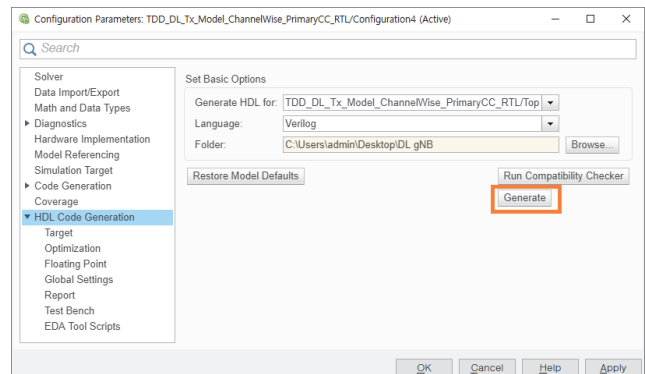 Configuration Parameters: TDD_DL_Tx_Model_ChannelWise_PrimaryCC_RTL/Configuration4 (Active)
Search
Solver
Data Import/Export
Math and Data Types
Diagnostics
Hardware Implementation
Model Referencing
Simulation Target
Code Generation
Coverage
HDL Code Generation
Target
Optimization
Floating Point
Global Settings
Report
Test Bench
EDA Tool Scripts
Set Basic Options
Generate HDL for: TDD_DL_Tx_Model_ChannelWise_PrimaryCC_RTL/Top
Language: Verilog
Folder: C:\Users\admin\Desktop\DL gNB Browse...
Restore Model Defaults Run Compatibility Checker
Generate
OK Cancel Help Apply